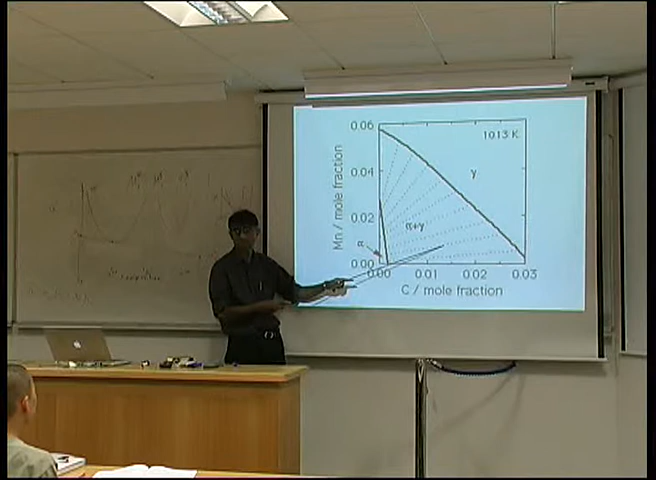 0.06
1013 K
Mn / mole fraction
0.04
γ
0.02
α+γ
α
0.00
0.00 0.01 0.02 0.03
C / mole fraction